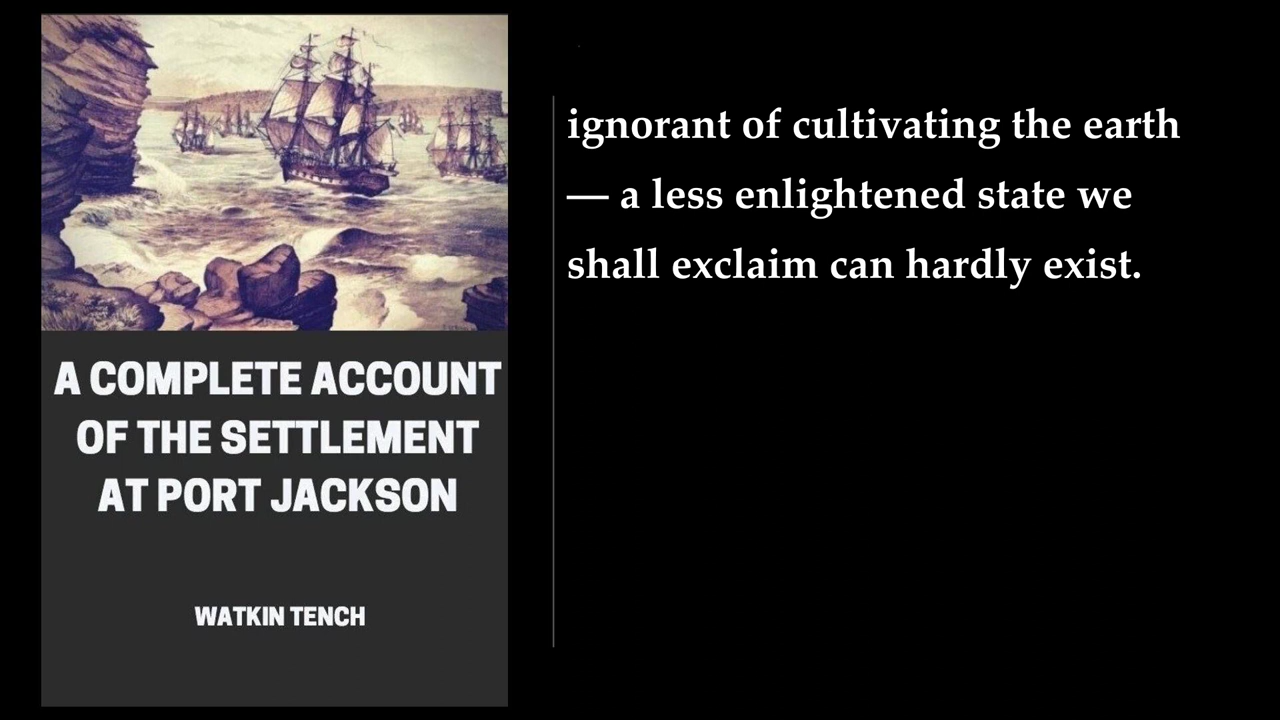 A COMPLETE ACCOUNT
OF THE SETTLEMENT
AT PORT JACKSON
WATKIN TENCH
ignorant of cultivating the earth
— a less enlightened state we
shall exclaim can hardly exist.